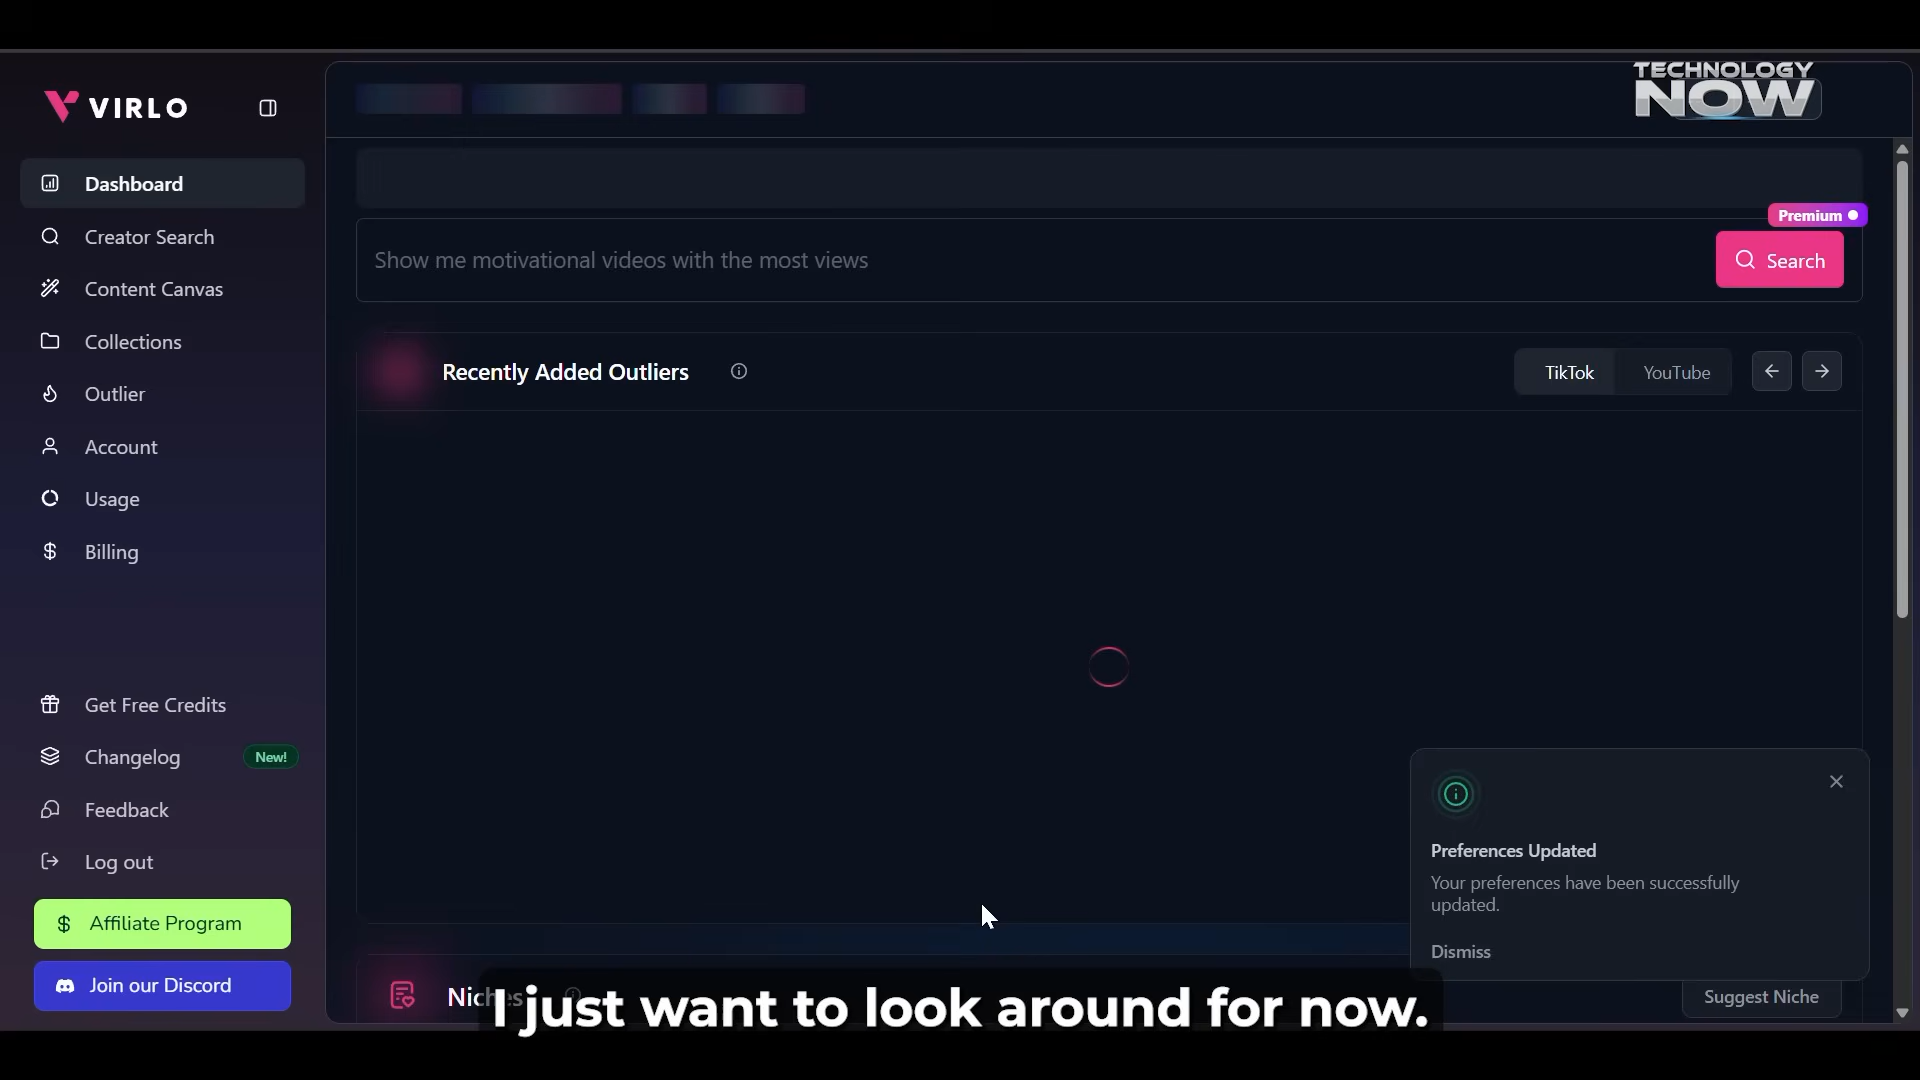 VIRLO
TECHNOLOGY
NOW
Dashboard
Creator Search
Content Canvas
Collections
Outlier
Account
Usage
Billing
Get Free Credits
Changelog
New!
Feedback
Log out
Affiliate Program
Join our Discord
Premium
Show me motivational videos with the most views
Search
Recently Added Outliers
TikTok
YouTube
Preferences Updated
Your preferences have been successfully
updated.
Dismiss
Niches
Suggest Niche
I just want to look around for now.